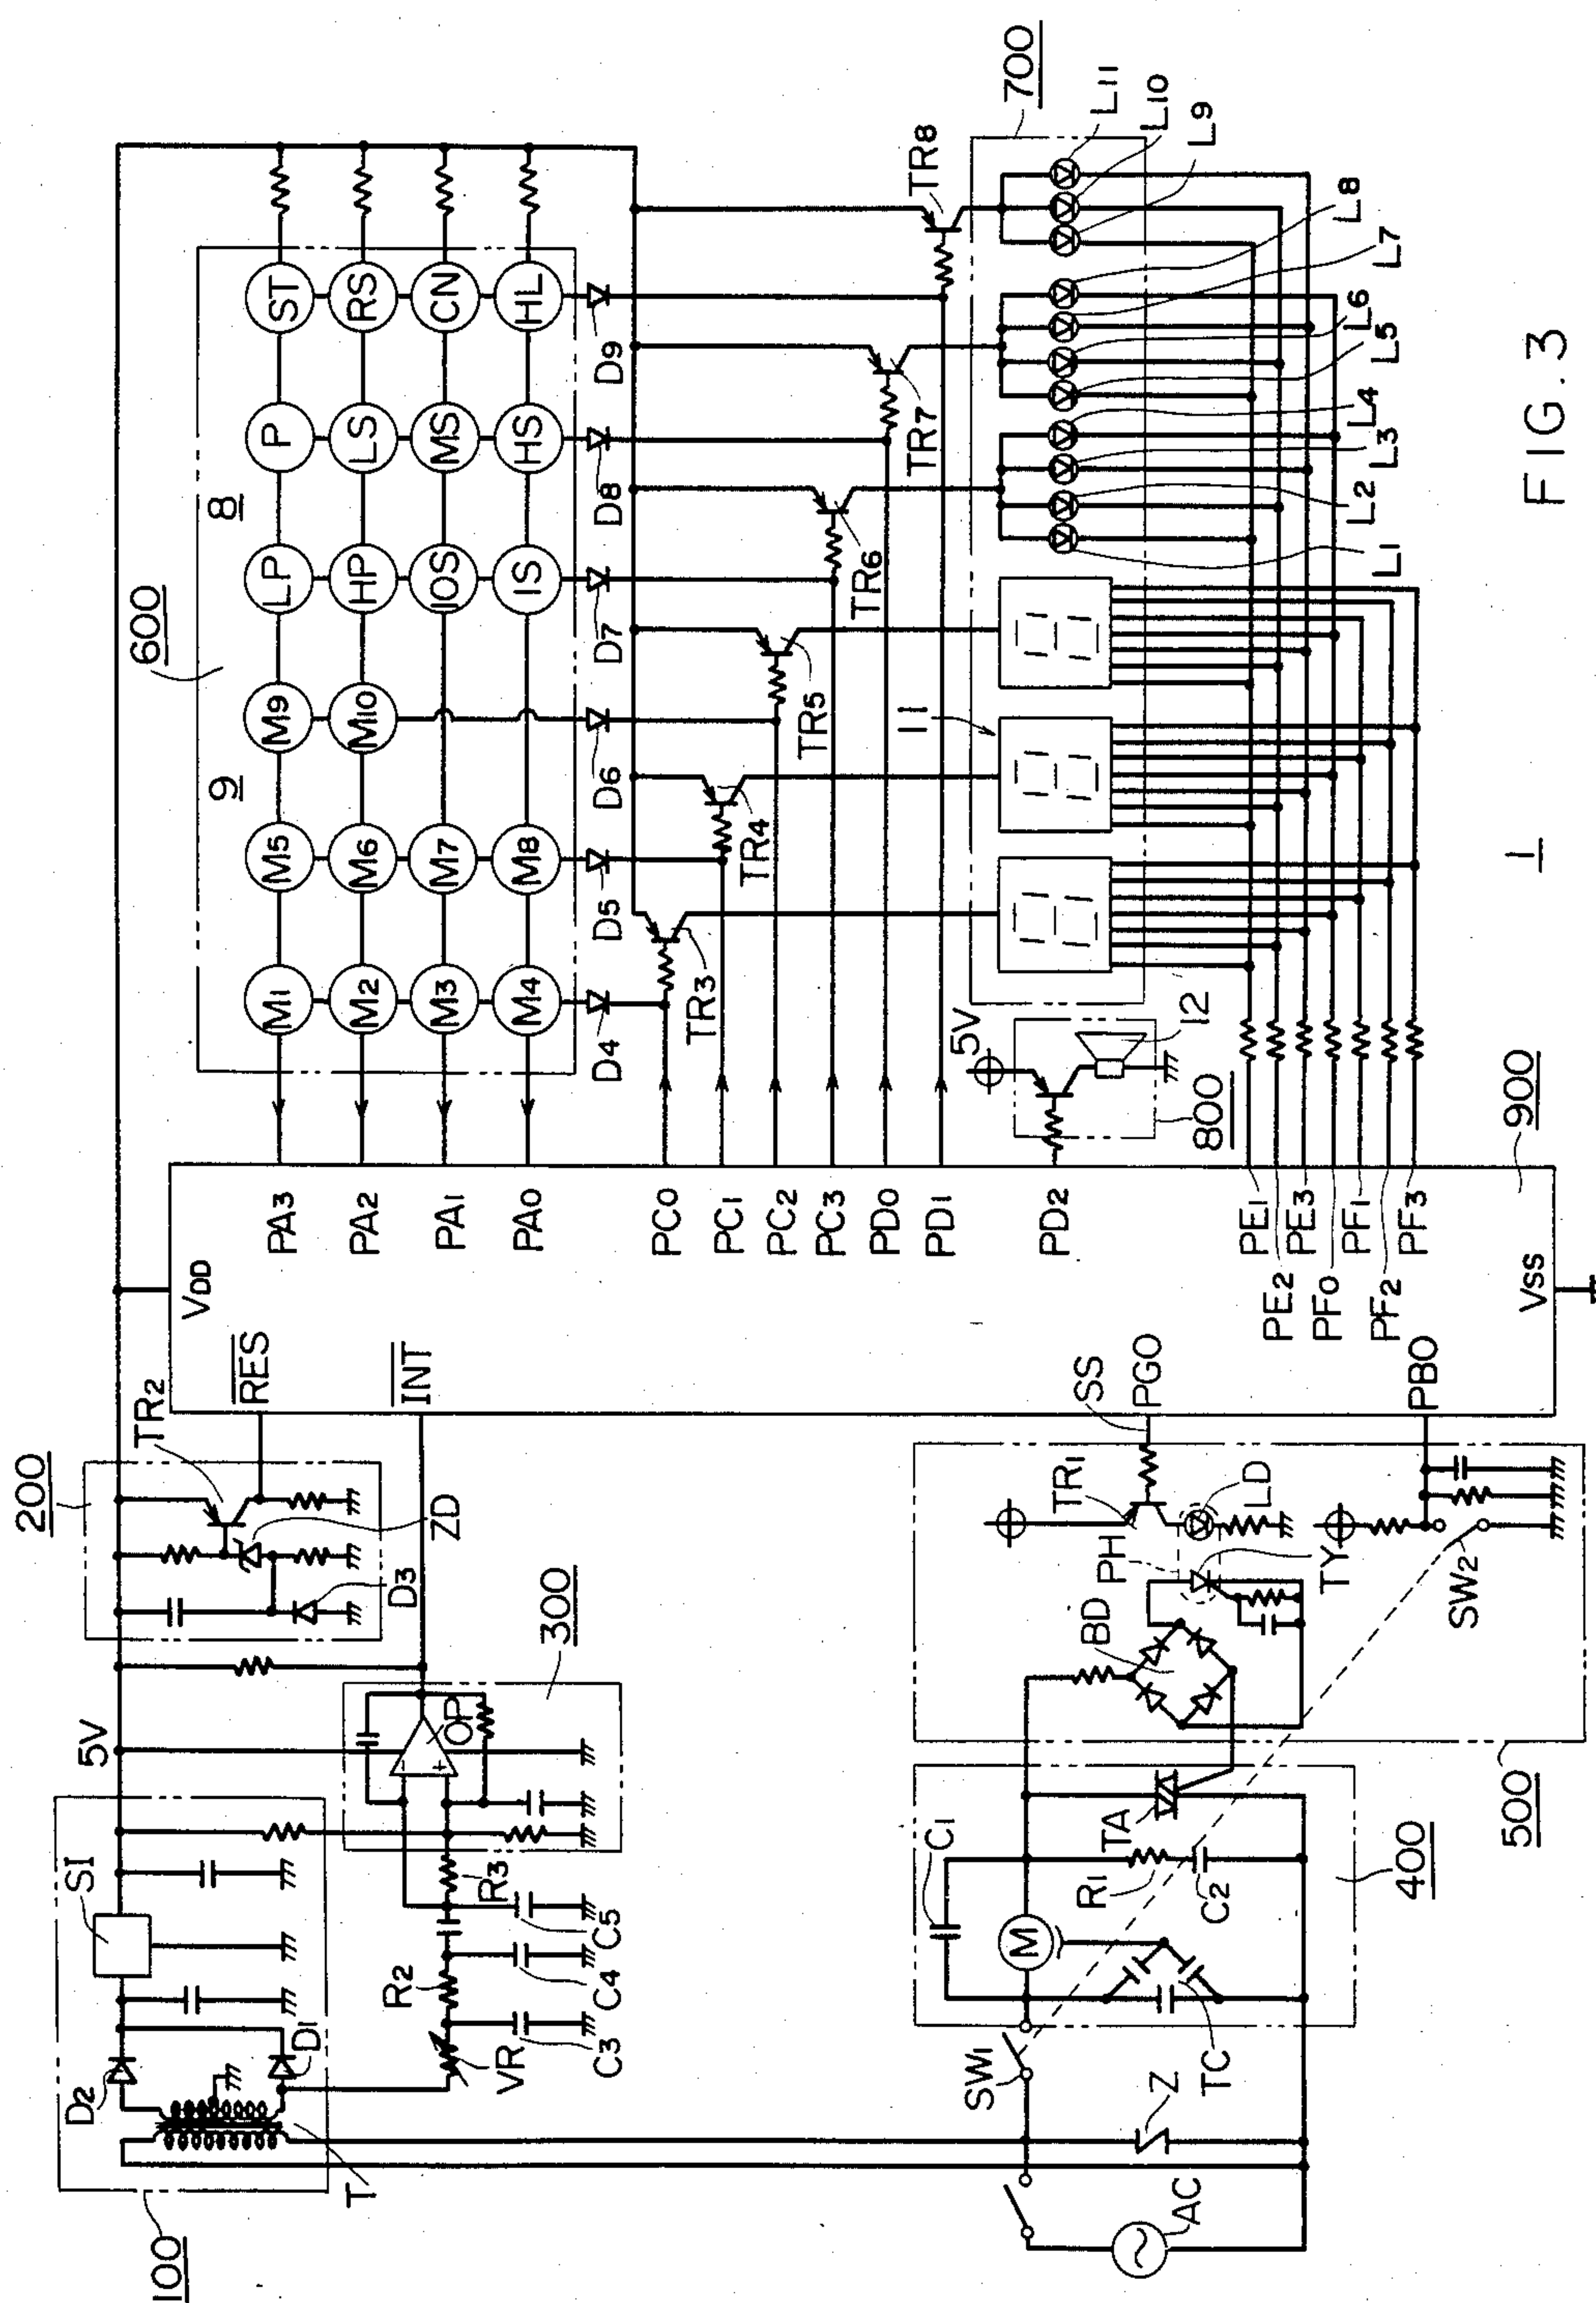 100
T
D2
D1
SI
5V
200
TR2
ZD
D3
RES
INT
300
OP
VR
R2
R3
C3
C4
C5
AC
Z
SW1
TC
M
C1
R1
C2
TA
400
500
BD
PH
TR1
LD
TY
SW2
SS
PG0
PB0
VDD
VSS
900
PA3
PA2
PA1
PA0
PC0
PC1
PC2
PC3
PD0
PD1
PD2
PE1
PE2
PE3
PF0
PF1
PF2
PF3
600
9
8
M1 M5 M9 LP P ST
M2 M6 M10 HP LS RS
M3 M7 10S MS CN
M4 M8 1S HS HL
D4
D5
D6
D7
D8
D9
TR3
TR4
TR5
TR6
TR7
TR8
5V
12
800
11
700
L1
L2
L3
L4
L5
L6
L7
L8
L9
L10
L11
1
FIG. 3